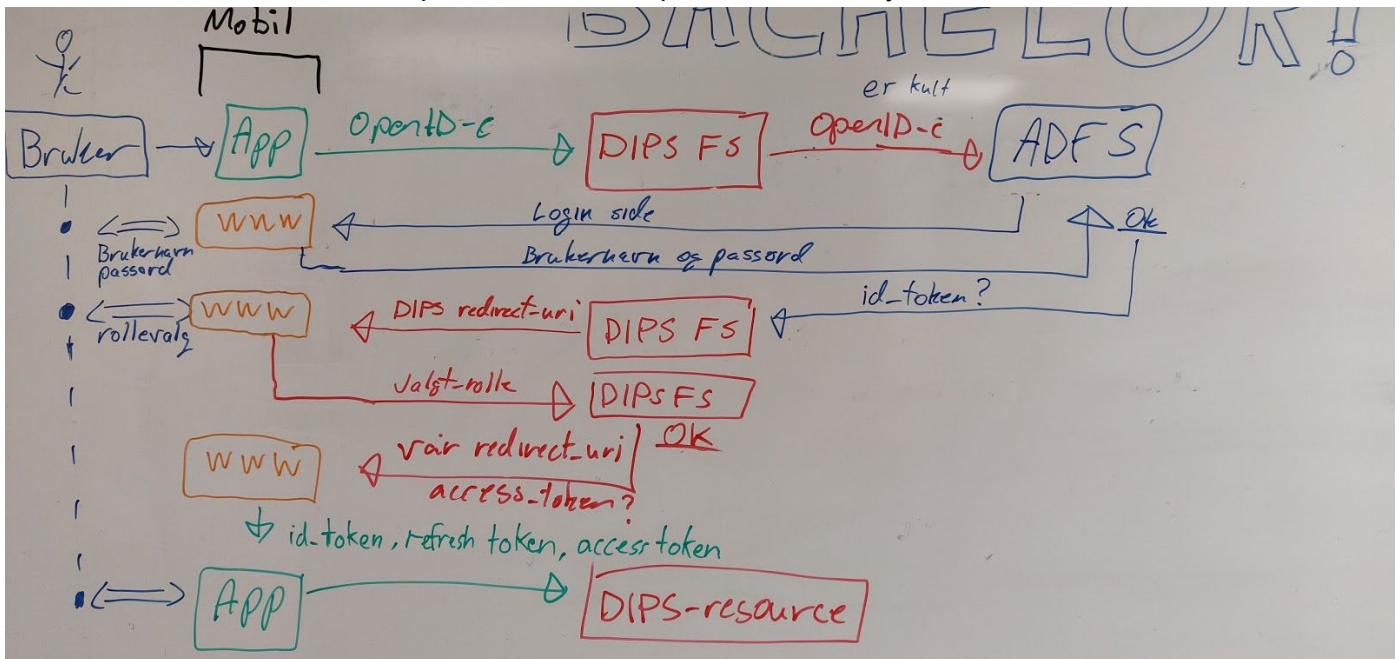 BACHELOR!
Mobil
er kult
Bruker
App
OpenID-c
DIPS FS
OpenID-c
ADFS
www
Login side
Ok
Brukernavn
passord
Brukernavn og passord
www
rollevalg
DIPS redirect-uri
DIPS FS
id_token?
Valgt-rolle
DIPS FS
www
Vår redirect_uri
OK
access_token?
id_token, refresh token, access token
App
DIPS-resource